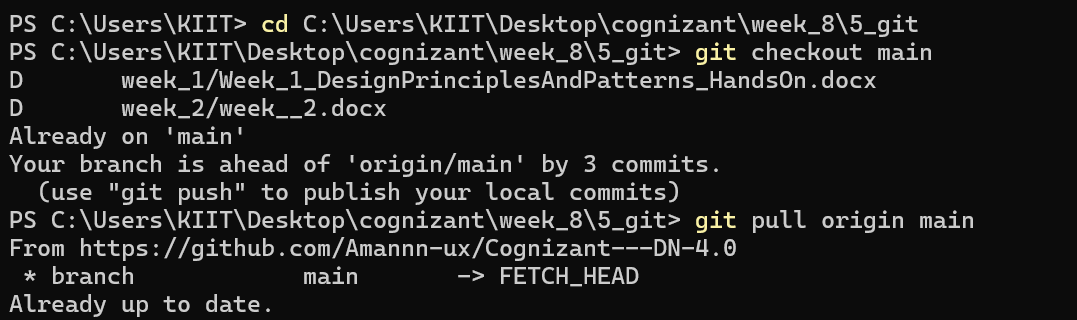 PS C:\Users\KIIT> cd C:\Users\KIIT\Desktop\cognizant\week_8\5_git
PS C:\Users\KIIT\Desktop\cognizant\week_8\5_git> git checkout main
D       week_1/Week_1_DesignPrinciplesAndPatterns_HandsOn.docx
D       week_2/week__2.docx
Already on 'main'
Your branch is ahead of 'origin/main' by 3 commits.
  (use "git push" to publish your local commits)
PS C:\Users\KIIT\Desktop\cognizant\week_8\5_git> git pull origin main
From https://github.com/Amannn-ux/Cognizant---DN-4.0
 * branch            main       -> FETCH_HEAD
Already up to date.